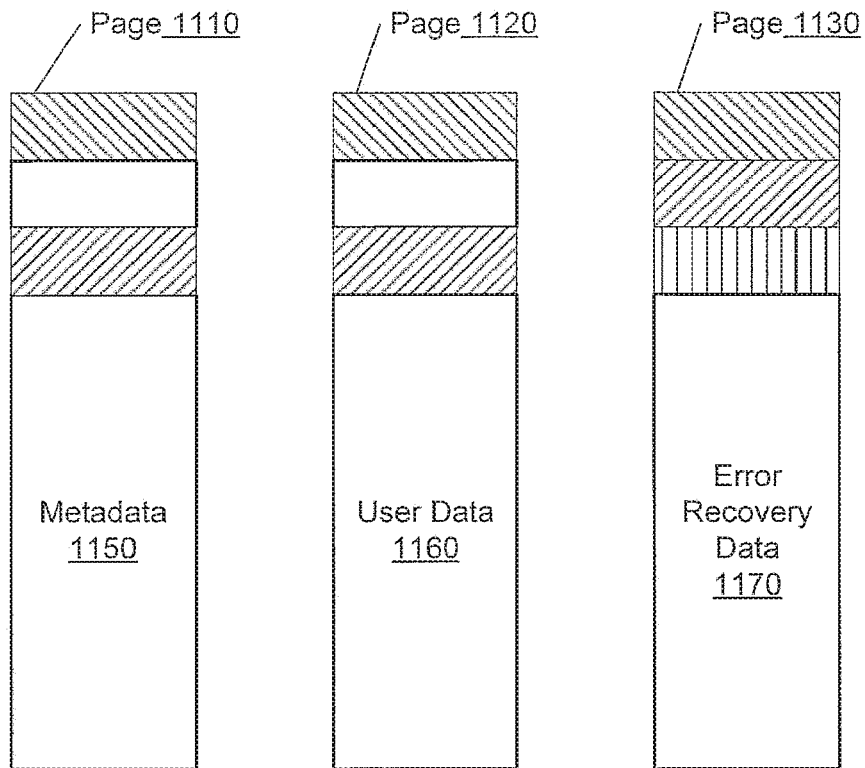 Page 1110
Page 1120
Page 1130
Metadata
1150
User Data
1160
Error
Recovery
Data
1170